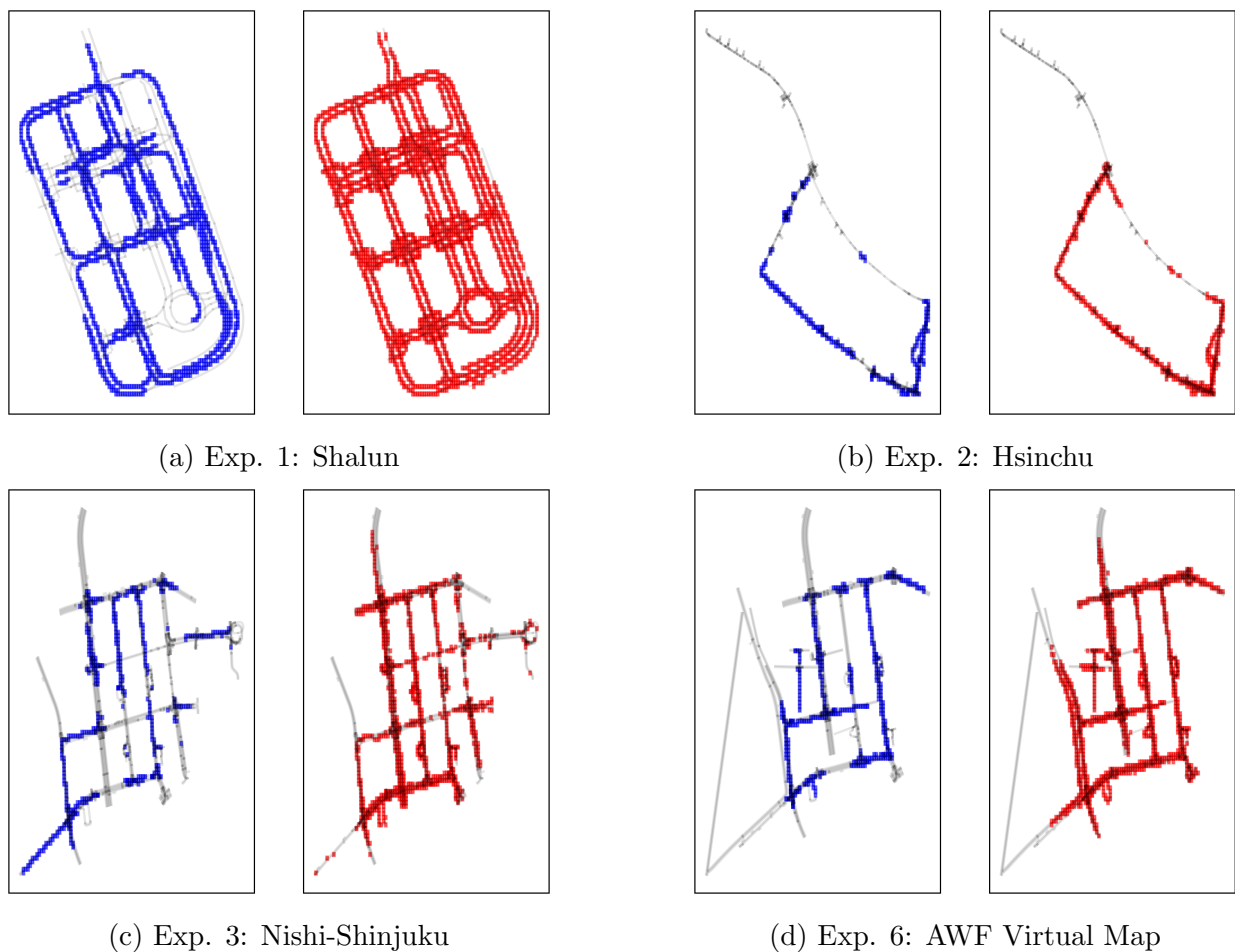 (a) Exp. 1: Shalun
(b) Exp. 2: Hsinchu
(c) Exp. 3: Nishi-Shinjuku
(d) Exp. 6: AWF Virtual Map